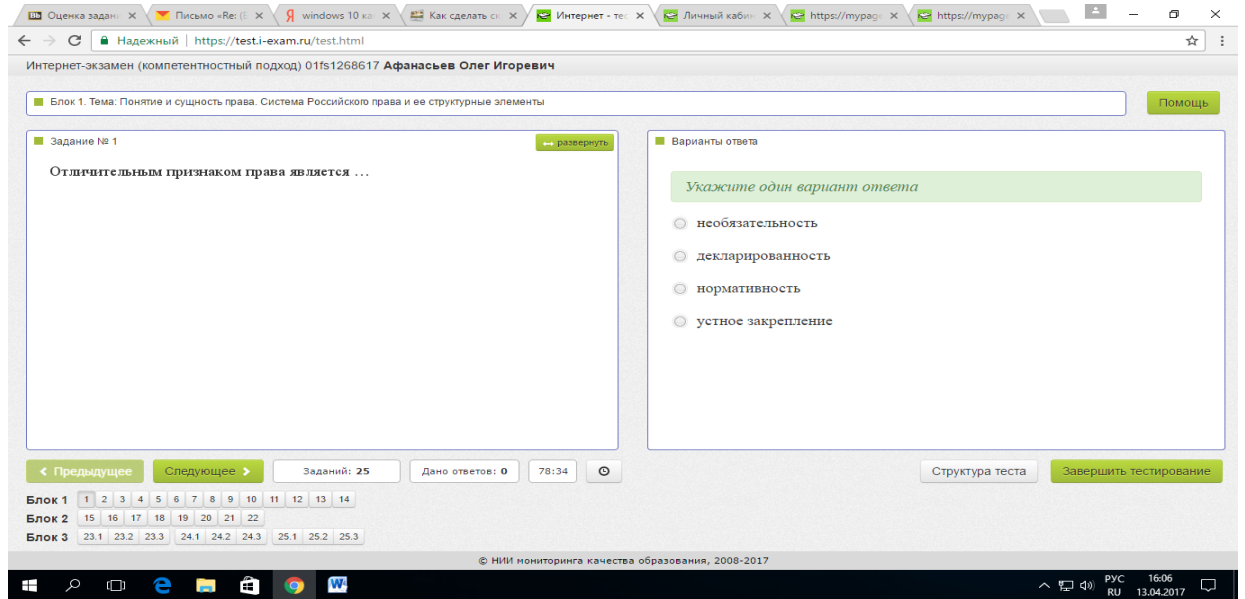 Оценка задани
Письмо «Re: (Б
windows 10 ка
Как сделать ск
Интернет - тес
Личный кабин
https://mypage
https://mypage
Надежный | https://test.i-exam.ru/test.html
Интернет-экзамен (компетентностный подход) 01fs1268617 Афанасьев Олег Игоревич
Блок 1. Тема: Понятие и сущность права. Система Российского права и ее структурные элементы
Помощь
Задание № 1
развернуть
Отличительным признаком права является …
Варианты ответа
Укажите один вариант ответа
необязательность
декларированность
нормативность
устное закрепление
Предыдущее
Следующее
Заданий: 25
Дано ответов: 0
78:34
Структура теста
Завершить тестирование
Блок 1 1 2 3 4 5 6 7 8 9 10 11 12 13 14
Блок 2 15 16 17 18 19 20 21 22
Блок 3 23.1 23.2 23.3 24.1 24.2 24.3 25.1 25.2 25.3
© НИИ мониторинга качества образования, 2008-2017
РУС 16:06
RU 13.04.2017